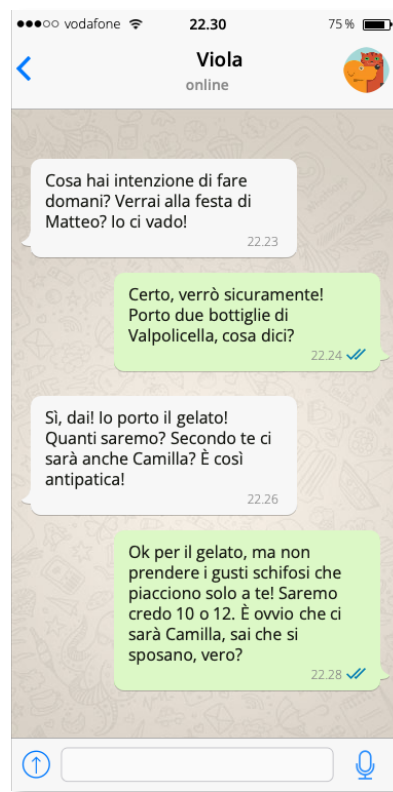 vodafone 22.30 75 %
Viola
online
Cosa hai intenzione di fare
domani? Verrai alla festa di
Matteo? Io ci vado!
22.23
Certo, verrò sicuramente!
Porto due bottiglie di
Valpolicella, cosa dici?
22.24
Sì, dai! Io porto il gelato!
Quanti saremo? Secondo te ci
sarà anche Camilla? È così
antipatica!
22.26
Ok per il gelato, ma non
prendere i gusti schifosi che
piacciono solo a te! Saremo
credo 10 o 12. È ovvio che ci
sarà Camilla, sai che si
sposano, vero?
22.28